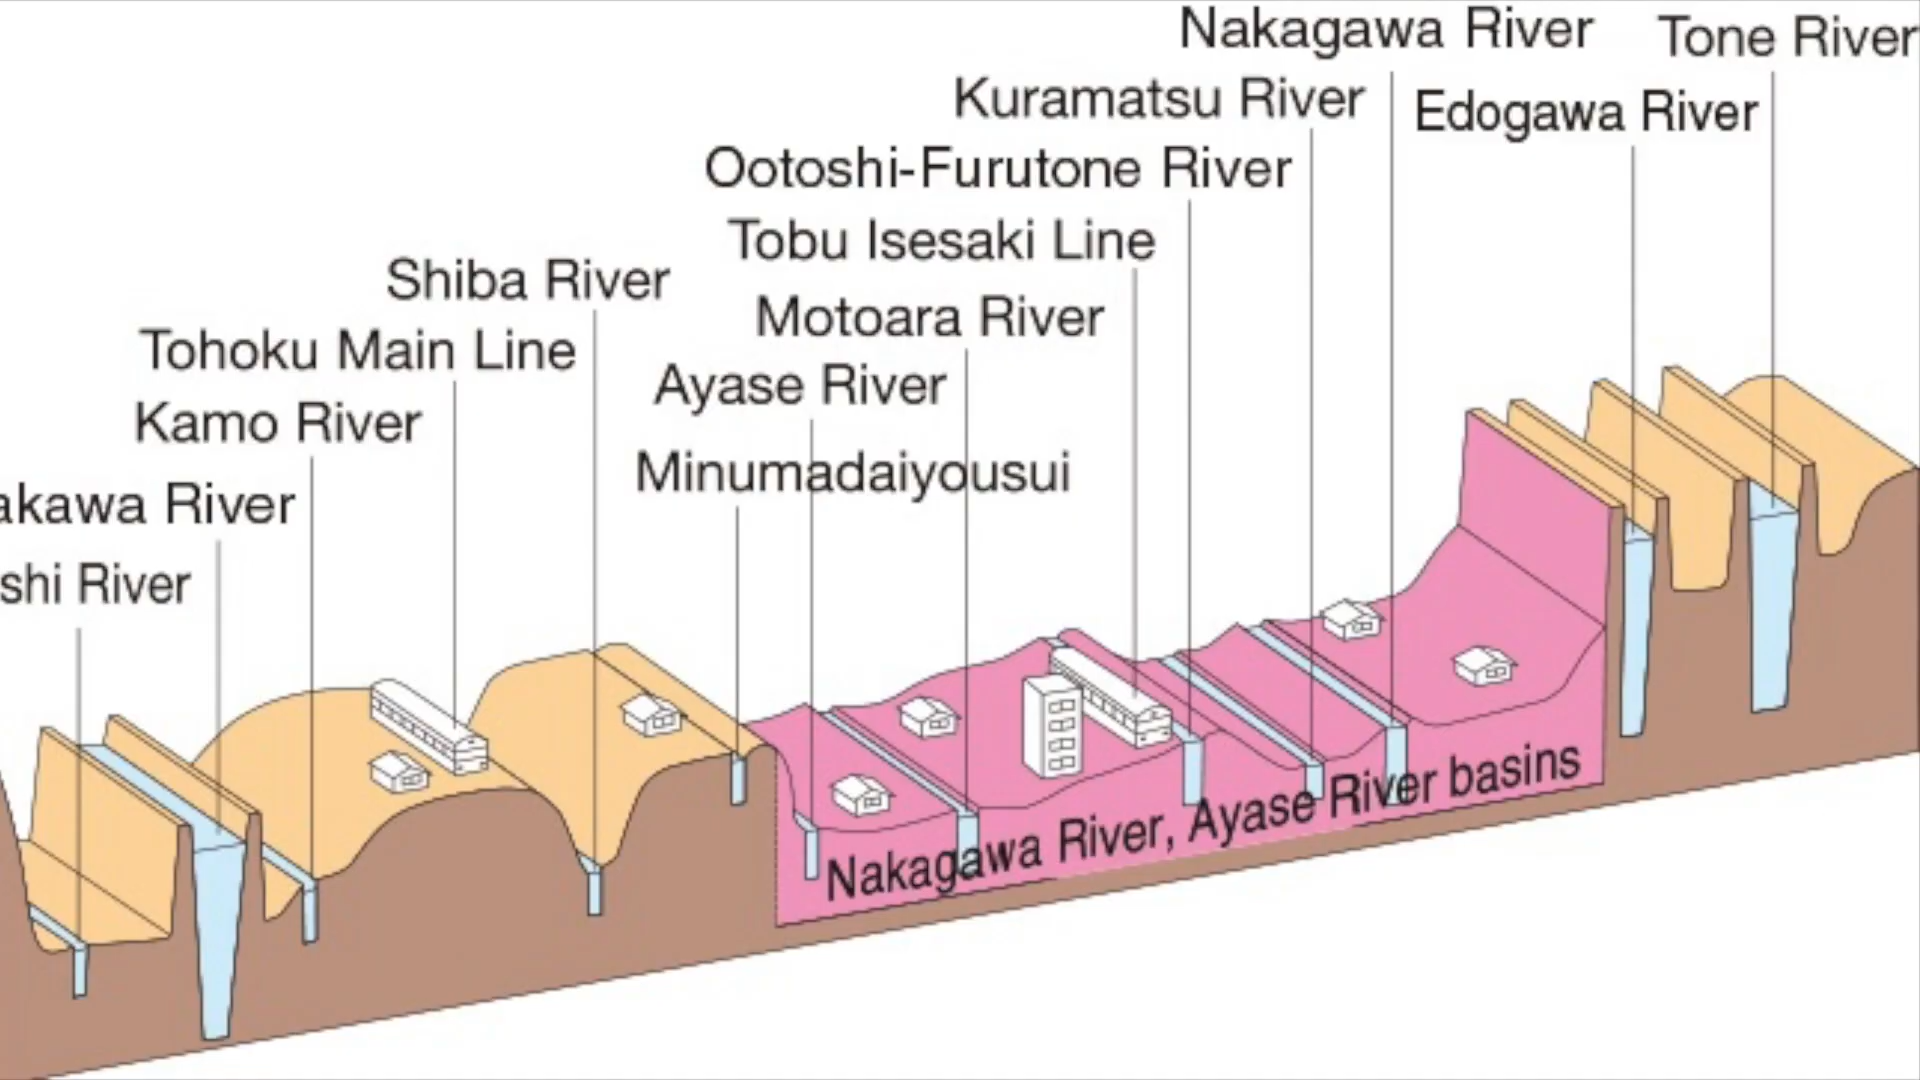 Nakagawa River
Tone River
Kuramatsu River
Edogawa River
Ootoshi-Furutone River
Tobu Isesaki Line
Shiba River
Motoara River
Tohoku Main Line
Ayase River
Kamo River
Minumadaiyousui
akawa River
shi River
Nakagawa River, Ayase River basins